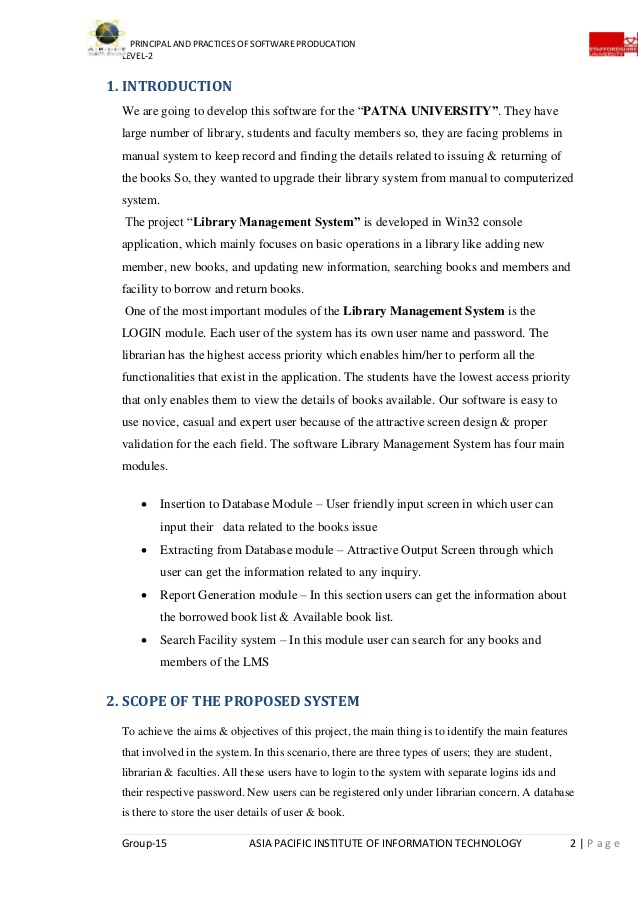 PRINCIPAL AND PRACTICES OF SOFTWARE PRODUCATION
LEVEL-2
STAFFORDSHIRE
UNIVERSITY
1. INTRODUCTION
We are going to develop this software for the “PATNA UNIVERSITY”. They have
large number of library, students and faculty members so, they are facing problems in
manual system to keep record and finding the details related to issuing & returning of
the books So, they wanted to upgrade their library system from manual to computerized
system.
The project “Library Management System” is developed in Win32 console
application, which mainly focuses on basic operations in a library like adding new
member, new books, and updating new information, searching books and members and
facility to borrow and return books.
One of the most important modules of the Library Management System is the
LOGIN module. Each user of the system has its own user name and password. The
librarian has the highest access priority which enables him/her to perform all the
functionalities that exist in the application. The students have the lowest access priority
that only enables them to view the details of books available. Our software is easy to
use novice, casual and expert user because of the attractive screen design & proper
validation for the each field. The software Library Management System has four main
modules.
• Insertion to Database Module – User friendly input screen in which user can
input their data related to the books issue
• Extracting from Database module – Attractive Output Screen through which
user can get the information related to any inquiry.
• Report Generation module – In this section users can get the information about
the borrowed book list & Available book list.
• Search Facility system – In this module user can search for any books and
members of the LMS
2. SCOPE OF THE PROPOSED SYSTEM
To achieve the aims & objectives of this project, the main thing is to identify the main features
that involved in the system. In this scenario, there are three types of users; they are student,
librarian & faculties. All these users have to login to the system with separate logins ids and
their respective password. New users can be registered only under librarian concern. A database
is there to store the user details of user & book.
Group-15 ASIA PACIFIC INSTITUTE OF INFORMATION TECHNOLOGY 2 | P a g e